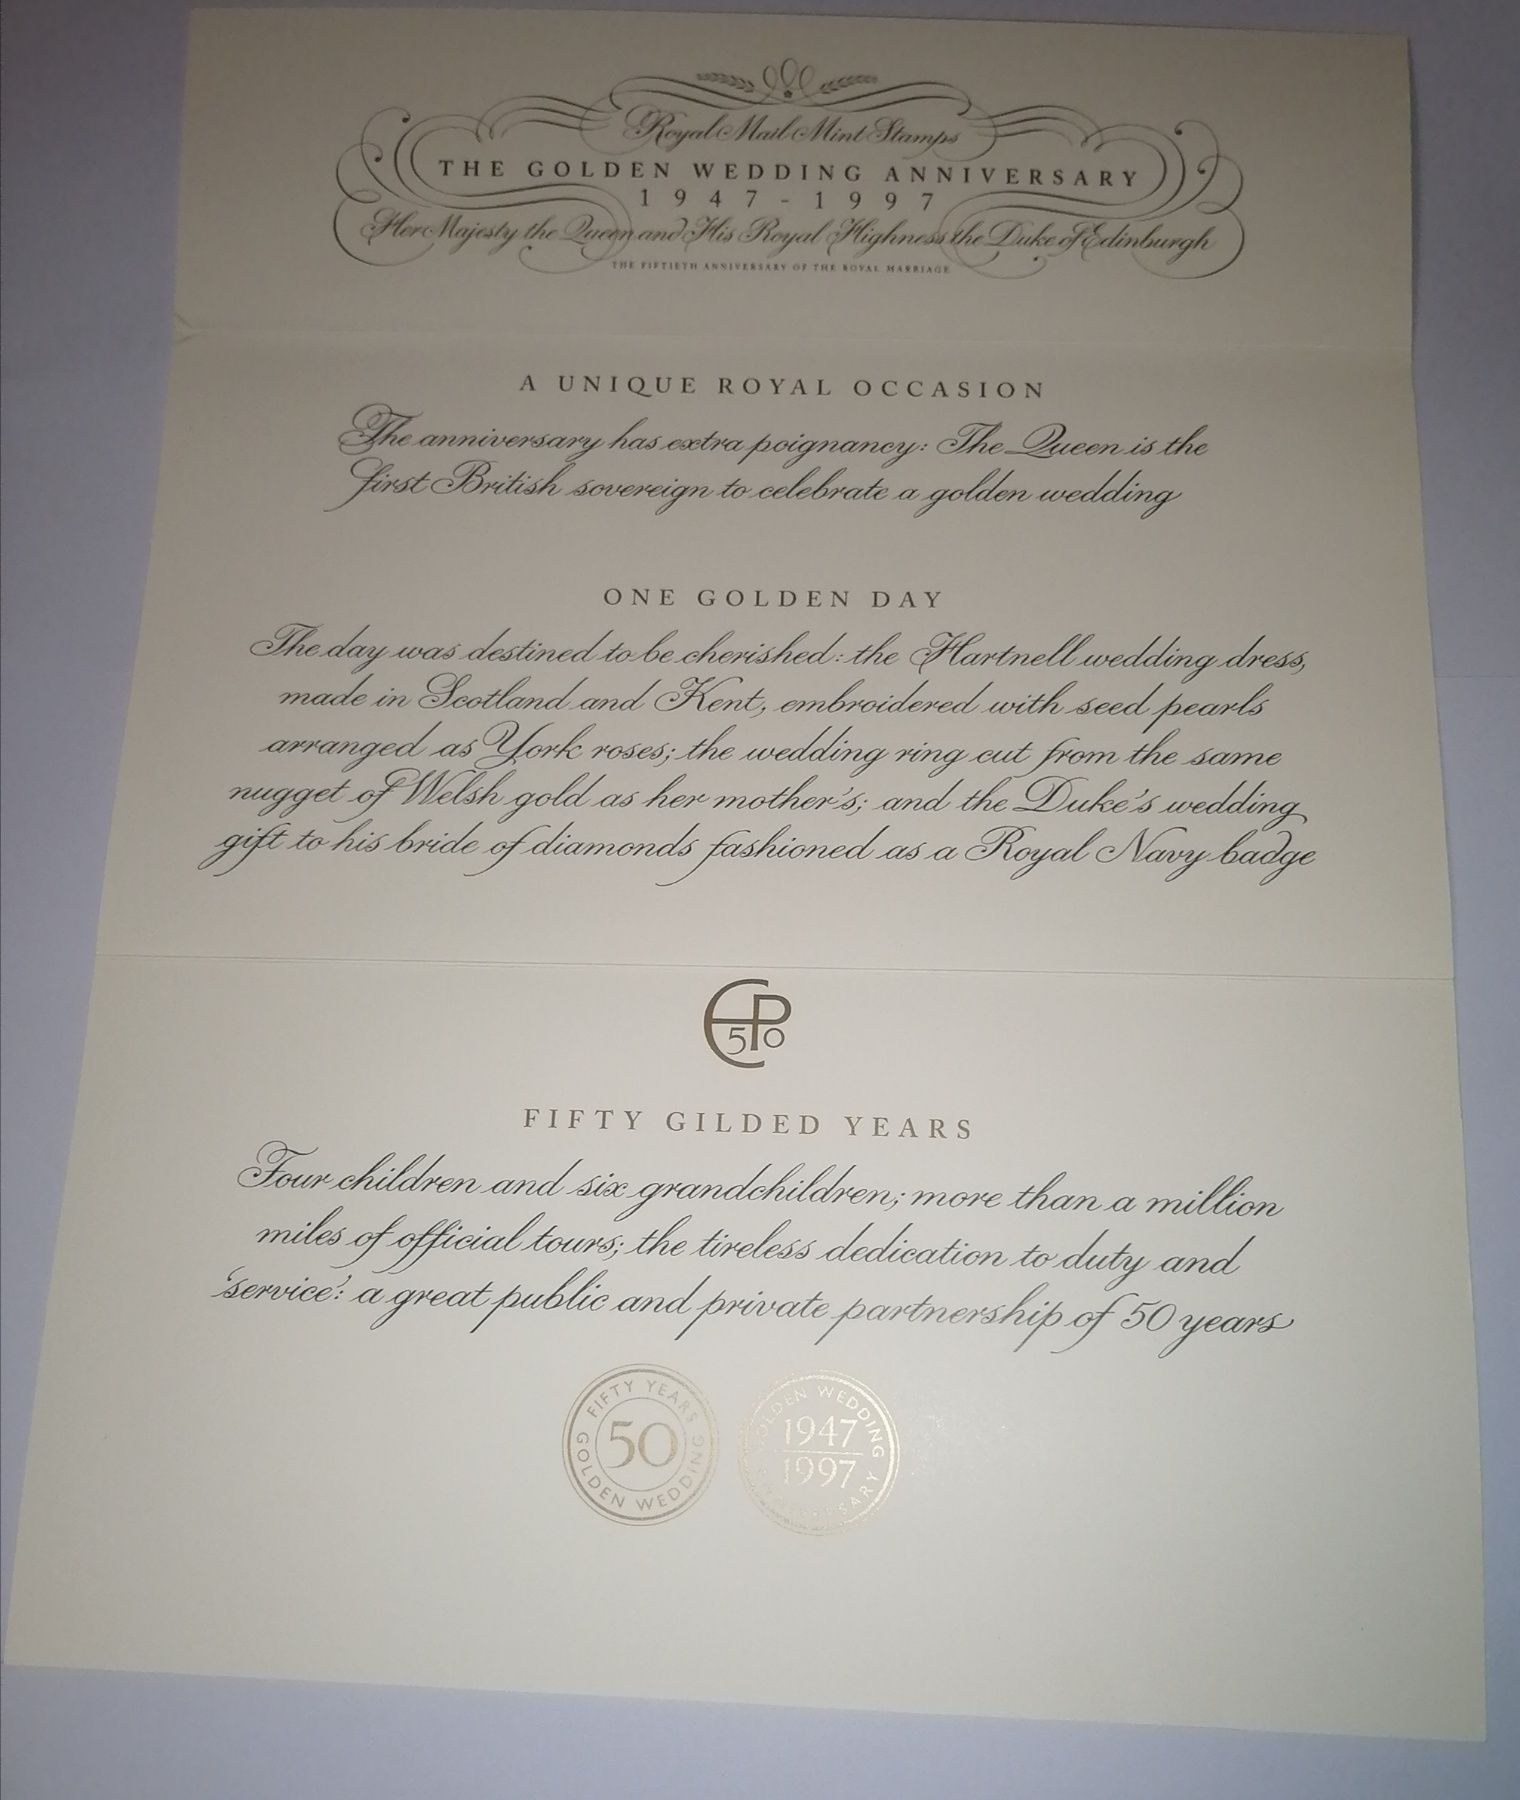 Royal Mail Mint Stamps
THE GOLDEN WEDDING ANNIVERSARY
1947-1997
Her Majesty the Queen and His Royal Highness the Duke of Edinburgh
THE FIFTIETH ANNIVERSARY OF THE ROYAL MARRIAGE
A UNIQUE ROYAL OCCASION
The anniversary has extra poignancy: The Queen is the
first British sovereign to celebrate a golden wedding
ONE GOLDEN DAY
The day was destined to be cherished: the Hartnell wedding dress,
made in Scotland and Kent, embroidered with seed pearls
arranged as York roses; the wedding ring cut from the same
nugget of Welsh gold as her mother's; and the Duke's wedding
gift to his bride of diamonds fashioned as a Royal Navy badge
EP
50
FIFTY GILDED YEARS
Four children and six grandchildren; more than a million
miles of official tours; the tireless dedication to duty and
'service': a great public and private partnership of 50 years
FIFTY YEARS
50
GOLDEN WEDDING
GOLDEN WEDDING
1947
1997
ANNIVERSARY